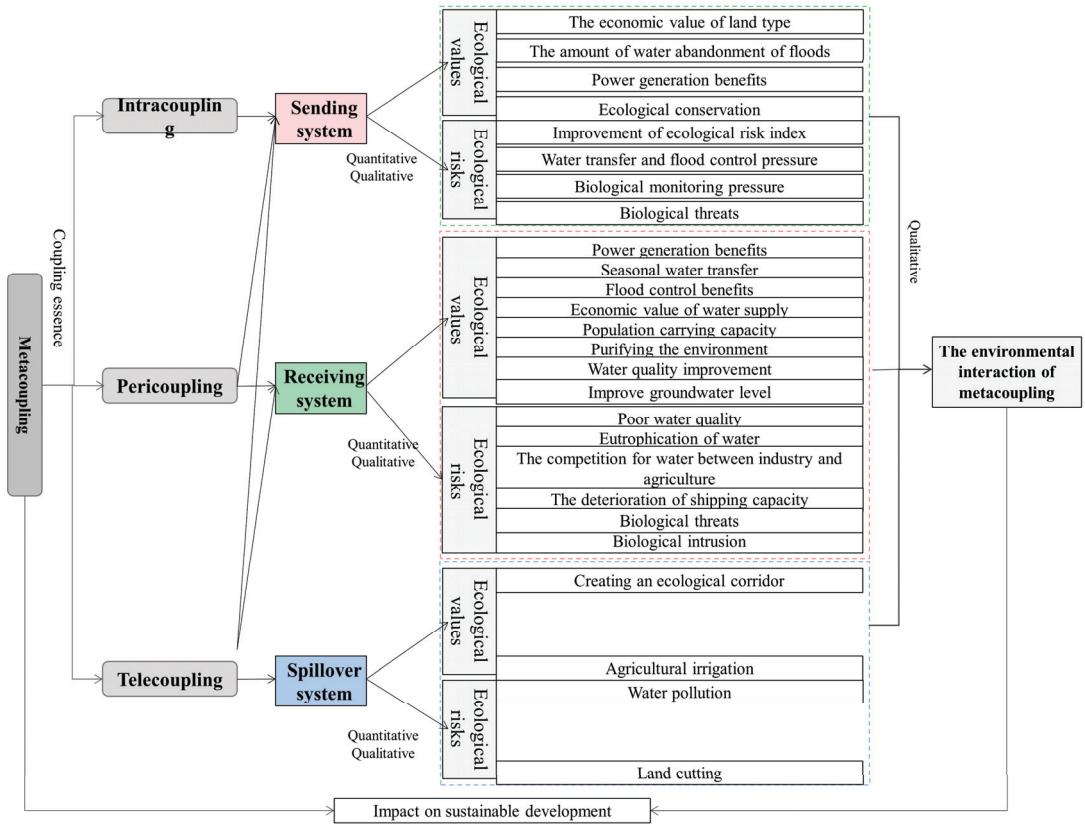 Metacoupling
Coupling essence
Intracouplin
g
Pericoupling
Telecoupling
Sending
system
Quantitative
Qualitative
Receiving
system
Quantitative
Qualitative
Spillover
system
Quantitative
Qualitative
Ecological
values
The economic value of land type
The amount of water abandonment of floods
Power generation benefits
Ecological conservation
Ecological
risks
Improvement of ecological risk index
Water transfer and flood control pressure
Biological monitoring pressure
Biological threats
Ecological
values
Power generation benefits
Seasonal water transfer
Flood control benefits
Economic value of water supply
Population carrying capacity
Purifying the environment
Water quality improvement
Improve groundwater level
Ecological
risks
Poor water quality
Eutrophication of water
The competition for water between industry and
agriculture
The deterioration of shipping capacity
Biological threats
Biological intrusion
Ecological
values
Creating an ecological corridor
Agricultural irrigation
Ecological
risks
Water pollution
Land cutting
Qualitative
The environmental
interaction of
metacoupling
Impact on sustainable development